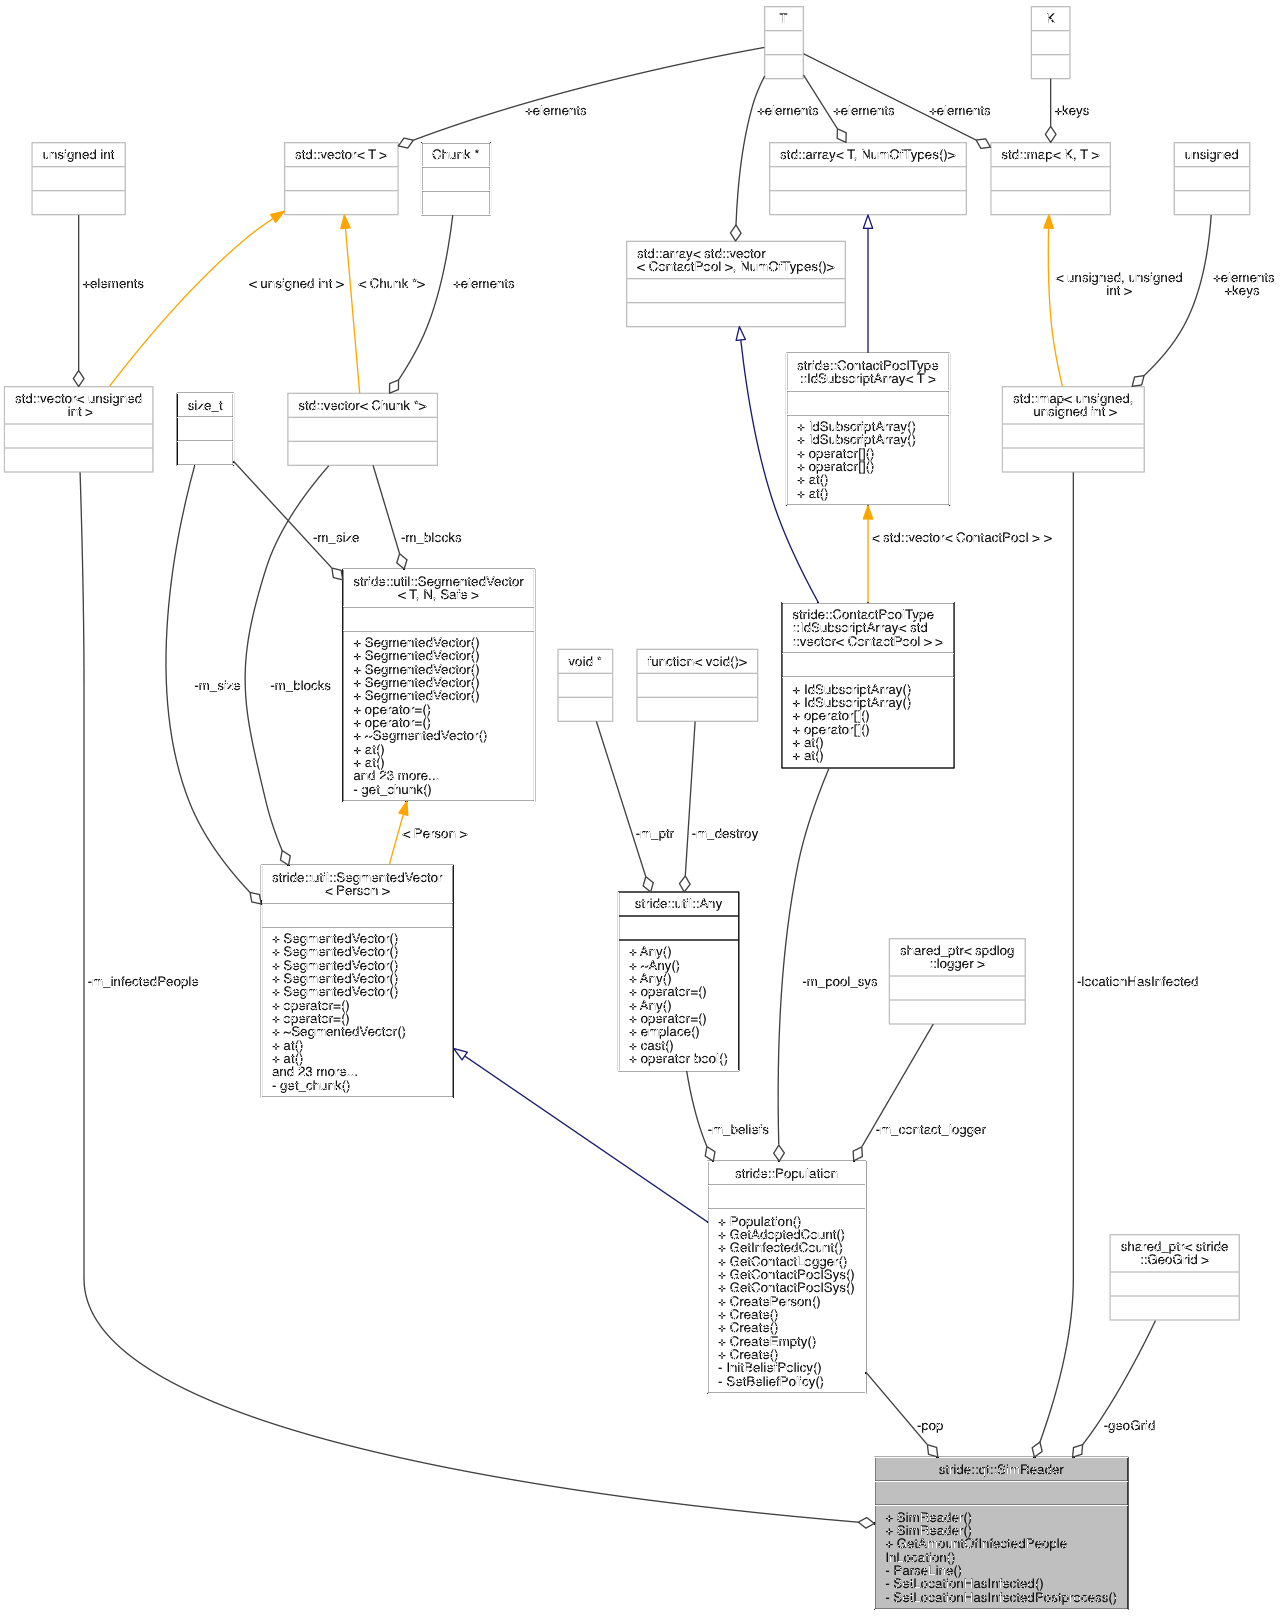 T
K
+elements
+elements
+elements
+elements
+keys
unsigned int
std::vector< T >
Chunk *
std::array< T, NumOfTypes()>
std::map< K, T >
unsigned
std::array< std::vector
< ContactPool >, NumOfTypes()>
+elements
< unsigned int >
< Chunk *>
+elements
< unsigned, unsigned
int >
+elements
+keys
stride::ContactPoolType
::IdSubscriptArray< T >
+ IdSubscriptArray()
+ IdSubscriptArray()
+ operator[]()
+ operator[]()
+ at()
+ at()
std::vector< unsigned
int >
size_t
std::vector< Chunk *>
std::map< unsigned,
unsigned int >
-m_size
-m_blocks
< std::vector< ContactPool > >
stride::util::SegmentedVector
< T, N, Safe >
+ SegmentedVector()
+ SegmentedVector()
+ SegmentedVector()
+ SegmentedVector()
+ SegmentedVector()
+ operator=()
+ operator=()
+ ~SegmentedVector()
+ at()
+ at()
and 23 more...
- get_chunk()
stride::ContactPoolType
::IdSubscriptArray< std
::vector< ContactPool > >
+ IdSubscriptArray()
+ IdSubscriptArray()
+ operator[]()
+ operator[]()
+ at()
+ at()
void *
function< void()>
-m_size
-m_blocks
< Person >
-m_ptr
-m_destroy
stride::util::SegmentedVector
< Person >
+ SegmentedVector()
+ SegmentedVector()
+ SegmentedVector()
+ SegmentedVector()
+ SegmentedVector()
+ operator=()
+ operator=()
+ ~SegmentedVector()
+ at()
+ at()
and 23 more...
- get_chunk()
stride::util::Any
+ Any()
+ ~Any()
+ Any()
+ operator=()
+ Any()
+ operator=()
+ emplace()
+ cast()
+ operator bool()
shared_ptr< spdlog
::logger >
-m_infectedPeople
-m_pool_sys
-locationHasInfected
-m_beliefs
-m_contact_logger
stride::Population
+ Population()
+ GetAdoptedCount()
+ GetInfectedCount()
+ GetContactLogger()
+ GetContactPoolSys()
+ GetContactPoolSys()
+ CreatePerson()
+ Create()
+ Create()
+ CreateEmpty()
+ Create()
- InitBeliefPolicy()
- SetBeliefPolicy()
shared_ptr< stride
::GeoGrid >
-pop
-geoGrid
stride::qt::SimReader
+ SimReader()
+ SimReader()
+ GetAmountOfInfectedPeople
InLocation()
- ParseLine()
- SetLocationHasInfected()
- SetLocationHasInfectedPostprocess()